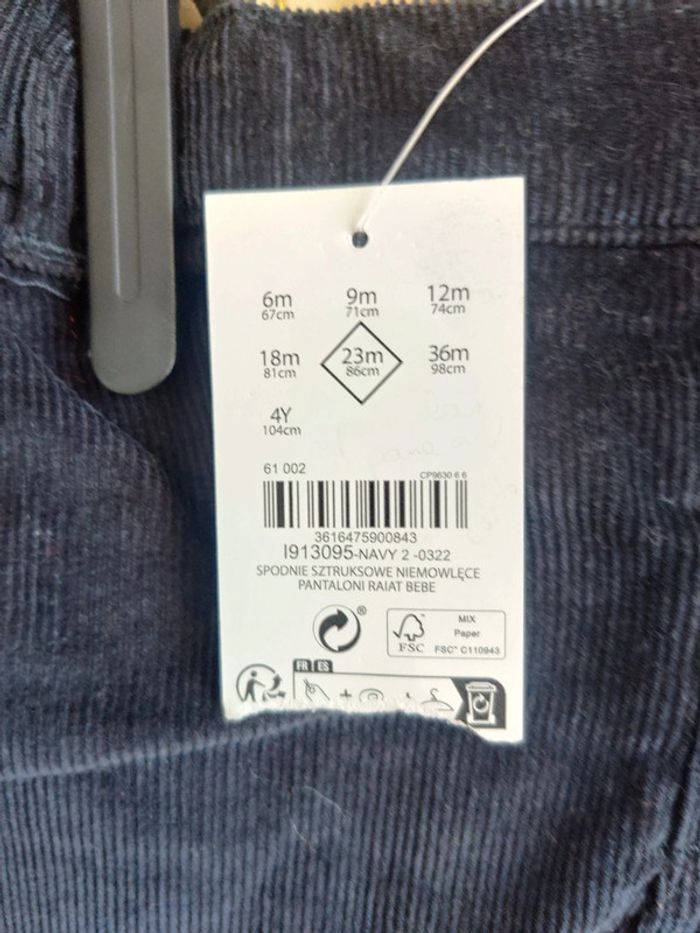 6m 9m 12m
67cm 71cm 74cm
18m 23m 36m
81cm 86cm 98cm
4Y
104cm
61 002
CP9630 6 6
3616475900843
I913095-NAVY 2 -0322
SPODNIE SZTRUKSOWE NIEMOWLĘCE
PANTALONI RAIAT BEBE
®
MIX
Paper
FSC FSC® C110943
FR ES
+ +